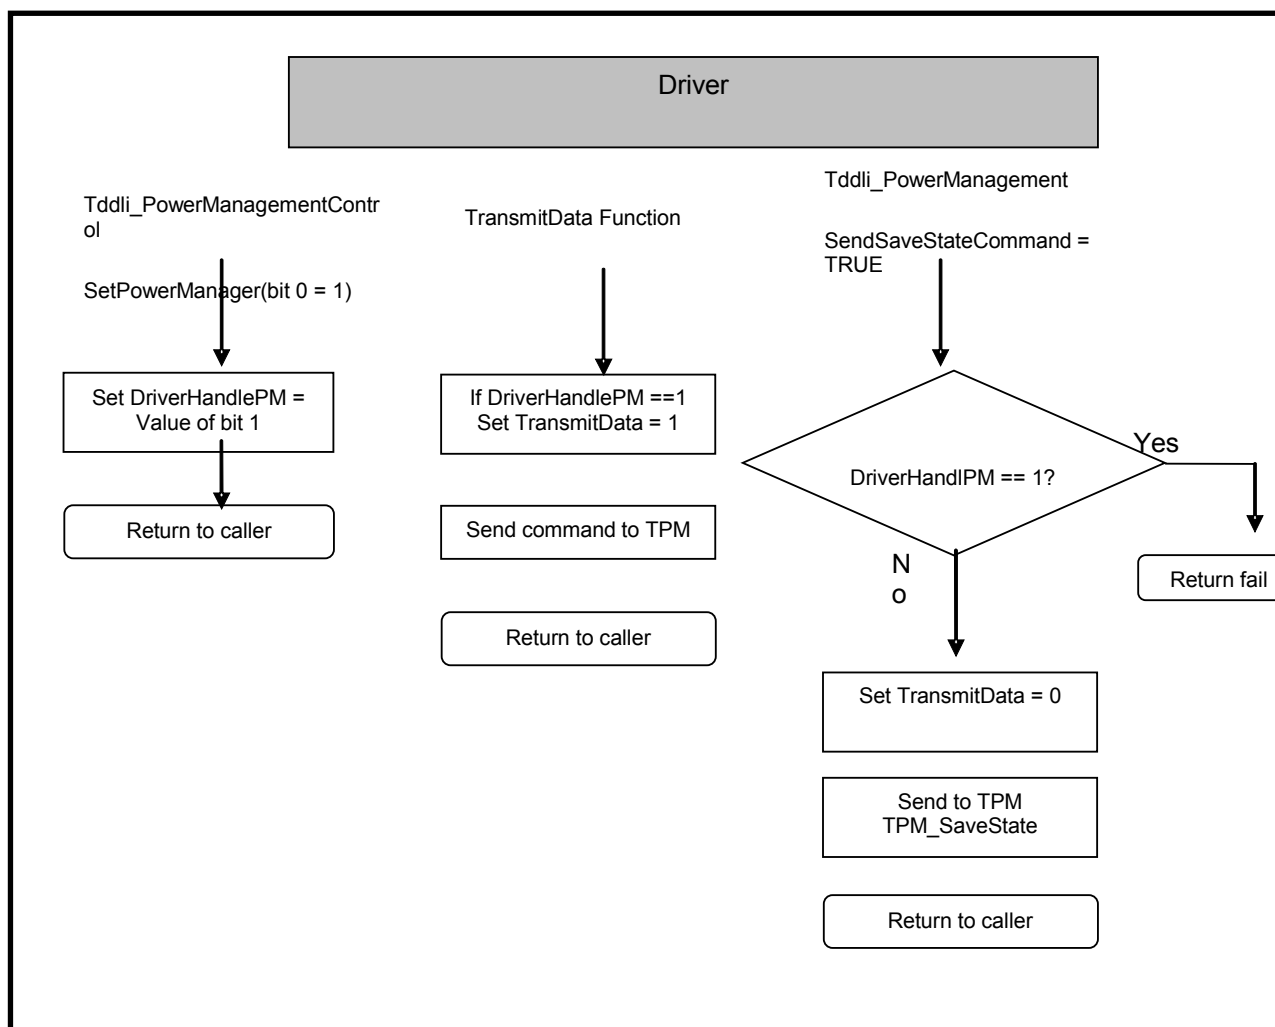 Driver
Tddli_PowerManagementContr
ol
SetPowerManager(bit 0 = 1)
Set DriverHandlePM =
Value of bit 1
Return to caller
TransmitData Function
If DriverHandlePM ==1
Set TransmitData = 1
Send command to TPM
Return to caller
Tddli_PowerManagement
SendSaveStateCommand =
TRUE
DriverHandlPM == 1?
Yes
Return fail
N
o
Set TransmitData = 0
Send to TPM
TPM_SaveState
Return to caller